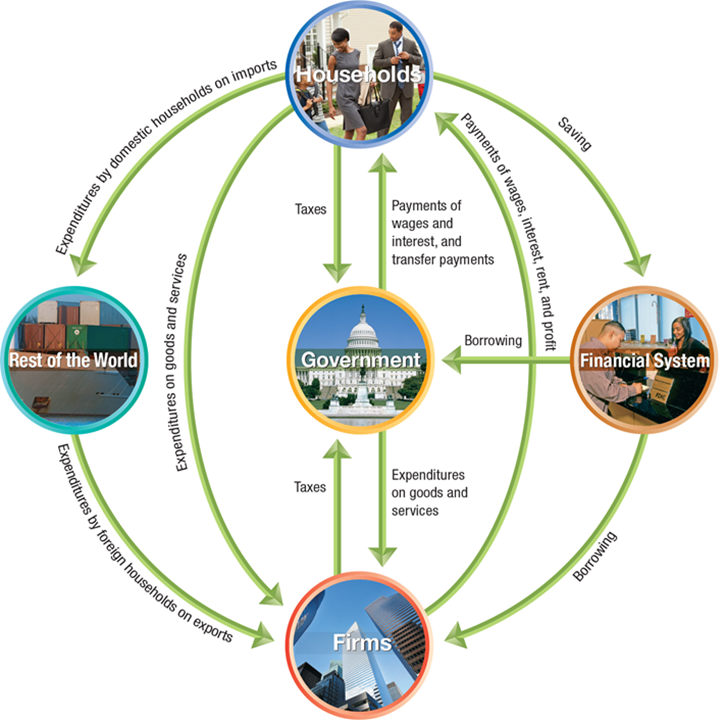 Households
Expenditures by domestic households on imports
Saving
Payments of wages, interest, rent, and profit
Taxes
Payments of
wages and
interest, and
transfer payments
Expenditures on goods and services
Rest of the World
Government
Borrowing
Financial System
Taxes
Expenditures
on goods and
services
Expenditures by foreign households on exports
Borrowing
Firms